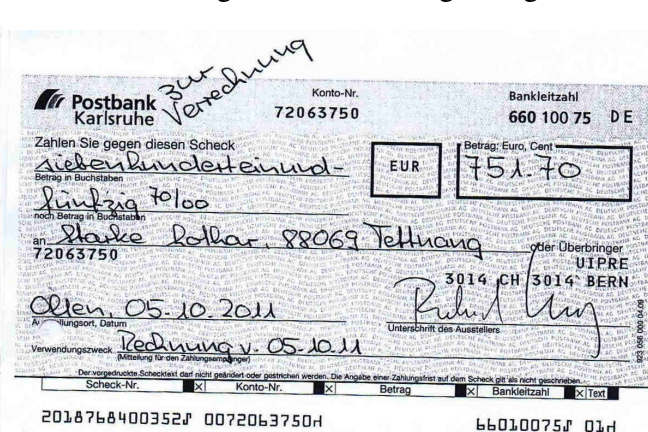 zur
Verrechnung
Postbank
Karlsruhe
Konto-Nr.
72063750
Bankleitzahl
660 100 75 DE
Zahlen Sie gegen diesen Scheck
siebenhunderteinund-
Betrag in Buchstaben
EUR
Betrag: Euro, Cent
751.70
fünfzig 70/00
noch Betrag in Buchstaben
an Starke Lothar, 88069 Tettnang oder Überbringer
72063750
UIPRE
3014 CH 3014 BERN
Olten, 05.10.2011
Ausstellungsort, Datum
Unterschrift des Ausstellers
Verwendungszweck Rechnung v. 05.10.11
(Mitteilung für den Zahlungsempfänger)
Der vorgedruckte Schecktext darf nicht geändert oder gestrichen werden. Die Angabe einer Zahlungsfrist auf dem Scheck gilt als nicht geschrieben.
Scheck-Nr. X Konto-Nr. X Betrag X Bankleitzahl X Text
2018768400352⑀ 0072063750⑁ 66010075⑀ 01⑁